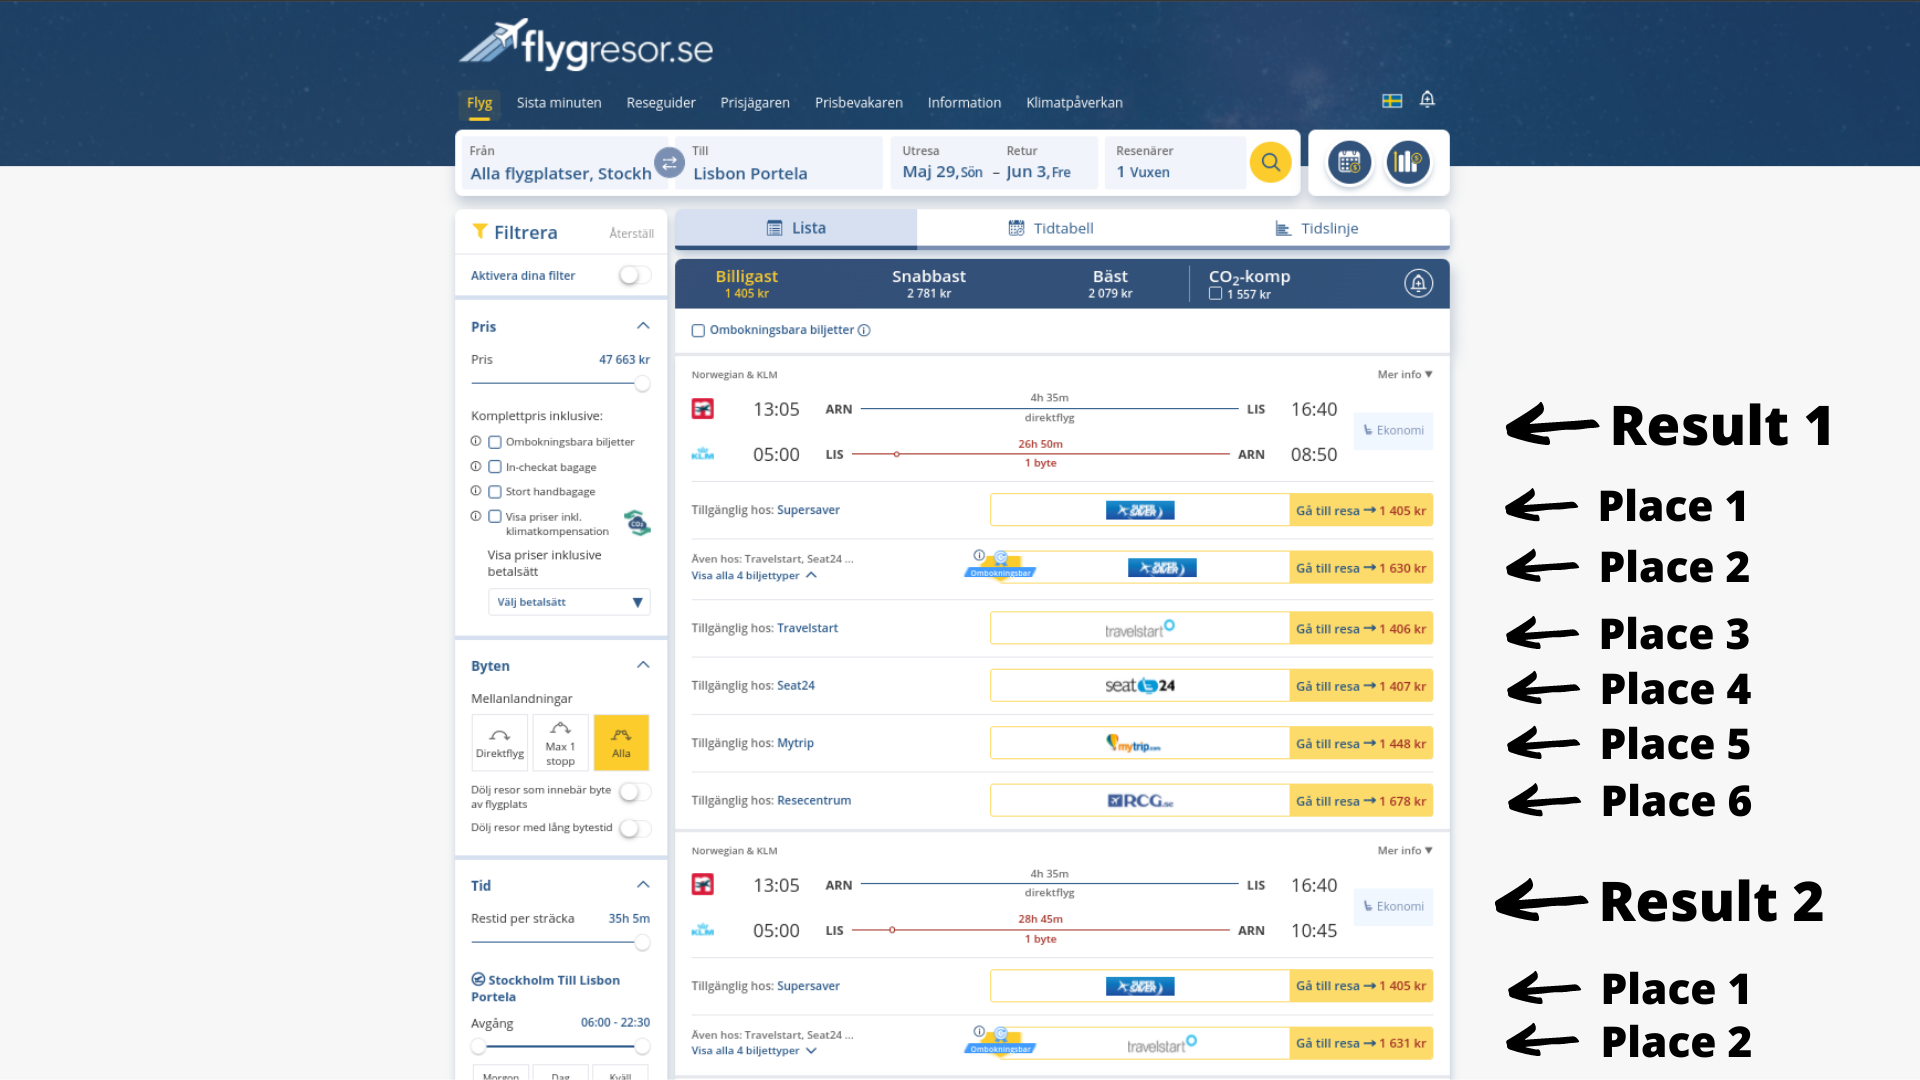 flygresor.se
Flyg Sista minuten Reseguider Prisjägaren Prisbevakaren Information Klimatpåverkan
Från Till Utresa Retur Resenärer
Alla flygplatser, Stockh Lisbon Portela Maj 29, Sön – Jun 3, Fre 1 Vuxen
Filtrera Återställ
Aktivera dina filter
Pris
Pris 47 663 kr
Komplettpris inklusive:
Ombokningsbara biljetter
In-checkat bagage
Stort handbagage
Visa priser inkl.
klimatkompensation
CO₂
Visa priser inklusive
betalsätt
Välj betalsätt
Byten
Mellanlandningar
Direktflyg
Max 1
stopp
Alla
Dölj resor som innebär byte
av flygplats
Dölj resor med lång bytestid
Tid
Restid per sträcka 35h 5m
Stockholm Till Lisbon
Portela
Avgång 06:00 - 22:30
Morgon Dag Kväll
Lista Tidtabell Tidslinje
Billigast Snabbast Bäst CO₂-komp
1 405 kr 2 781 kr 2 079 kr 1 557 kr
Ombokningsbara biljetter
Norwegian & KLM Mer info ▼
4h 35m
13:05 ARN LIS 16:40
direktflyg
Ekonomi
26h 50m
KLM 05:00 LIS ARN 08:50
1 byte
Tillgänglig hos: Supersaver Gå till resa → 1 405 kr
Även hos: Travelstart, Seat24 ...
Visa alla 4 biljettyper Ombokningsbar Gå till resa → 1 630 kr
Tillgänglig hos: Travelstart travelstart Gå till resa → 1 406 kr
Tillgänglig hos: Seat24 seat24 Gå till resa → 1 407 kr
Tillgänglig hos: Mytrip mytrip.com Gå till resa → 1 448 kr
Tillgänglig hos: Resecentrum RCG.se Gå till resa → 1 678 kr
Norwegian & KLM Mer info ▼
4h 35m
13:05 ARN LIS 16:40
direktflyg
Ekonomi
28h 45m
KLM 05:00 LIS ARN 10:45
1 byte
Tillgänglig hos: Supersaver Gå till resa → 1 405 kr
Även hos: Travelstart, Seat24 ...
Visa alla 4 biljettyper Ombokningsbar travelstart Gå till resa → 1 631 kr
Result 1
Place 1
Place 2
Place 3
Place 4
Place 5
Place 6
Result 2
Place 1
Place 2